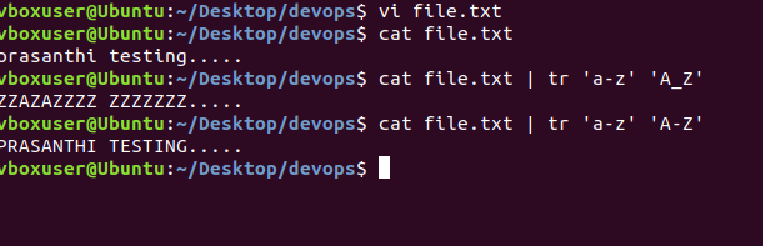 vboxuser@Ubuntu:~/Desktop/devops$ vi file.txt
vboxuser@Ubuntu:~/Desktop/devops$ cat file.txt
prasanthi testing.....
vboxuser@Ubuntu:~/Desktop/devops$ cat file.txt | tr 'a-z' 'A_Z'
ZZAZAZZZZ ZZZZZZZ.....
vboxuser@Ubuntu:~/Desktop/devops$ cat file.txt | tr 'a-z' 'A-Z'
PRASANTHI TESTING.....
vboxuser@Ubuntu:~/Desktop/devops$